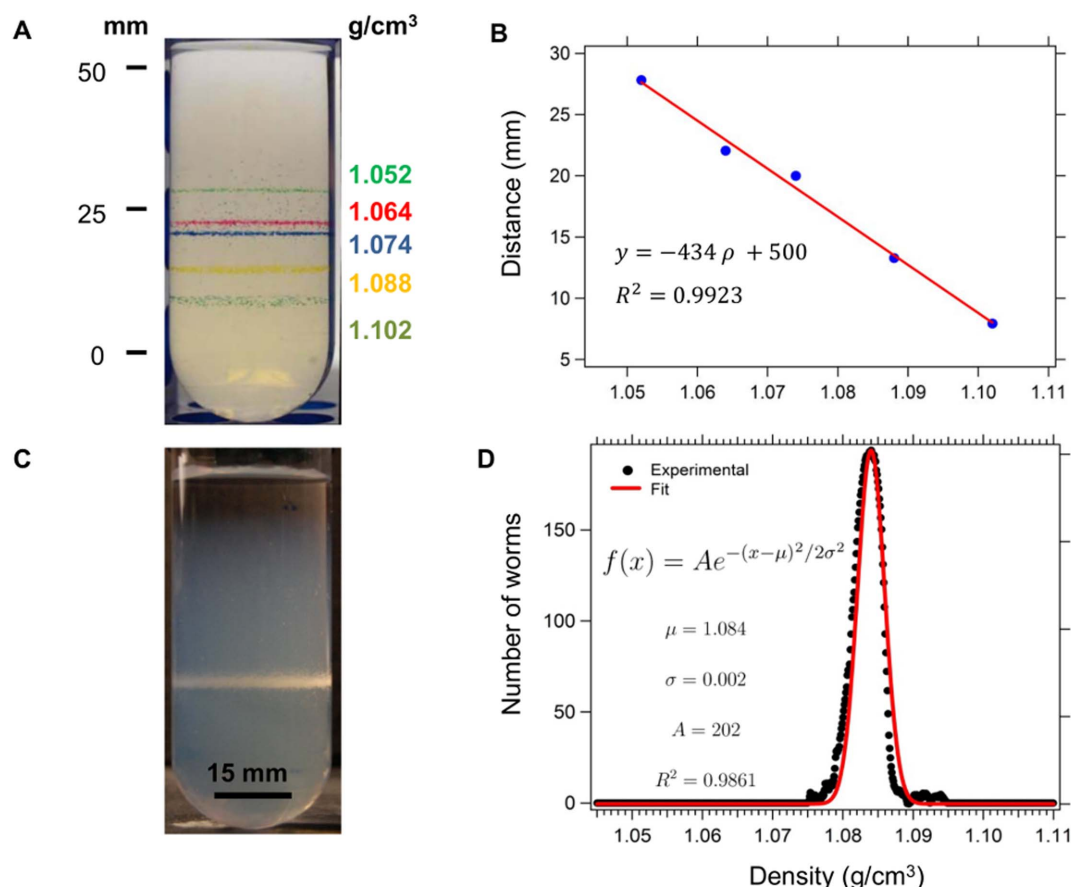 A
mm
g/cm³
50
25
0
1.052
1.064
1.074
1.088
1.102
B
Distance (mm)
30
25
20
15
10
5
y = −434 ρ + 500
R² = 0.9923
1.05 1.06 1.07 1.08 1.09 1.10 1.11
C
15 mm
D
Number of worms
150
100
50
0
Experimental
Fit
f(x) = Ae^{−(x−μ)²/2σ²}
μ = 1.084
σ = 0.002
A = 202
R² = 0.9861
1.05 1.06 1.07 1.08 1.09 1.10 1.11
Density (g/cm³)